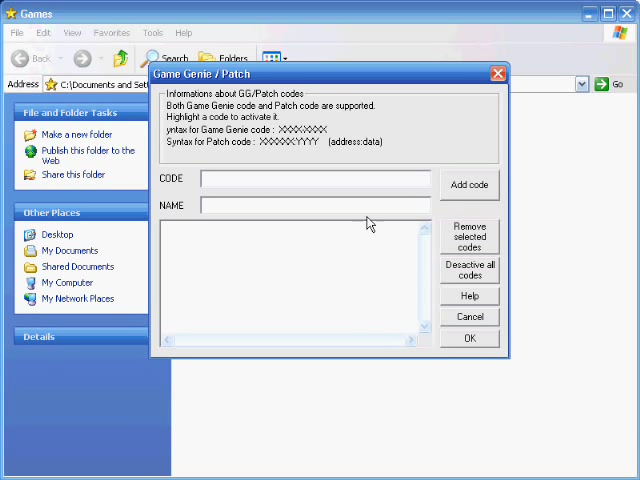 Games
File Edit View Favorites Tools Help
Back Search Folders
Address C:\Documents and Sett Go
Game Genie / Patch
Informations about GG/Patch codes
Both Game Genie code and Patch code are supported.
Highlight a code to activate it.
yntax for Game Genie code : XXXX-XXXX
Syntax for Patch code : XXXXXX:YYYY (address:data)
CODE
Add code
NAME
Remove
selected
codes
Desactive all
codes
Help
Cancel
OK
File and Folder Tasks
Make a new folder
Publish this folder to the
Web
Share this folder
Other Places
Desktop
My Documents
Shared Documents
My Computer
My Network Places
Details